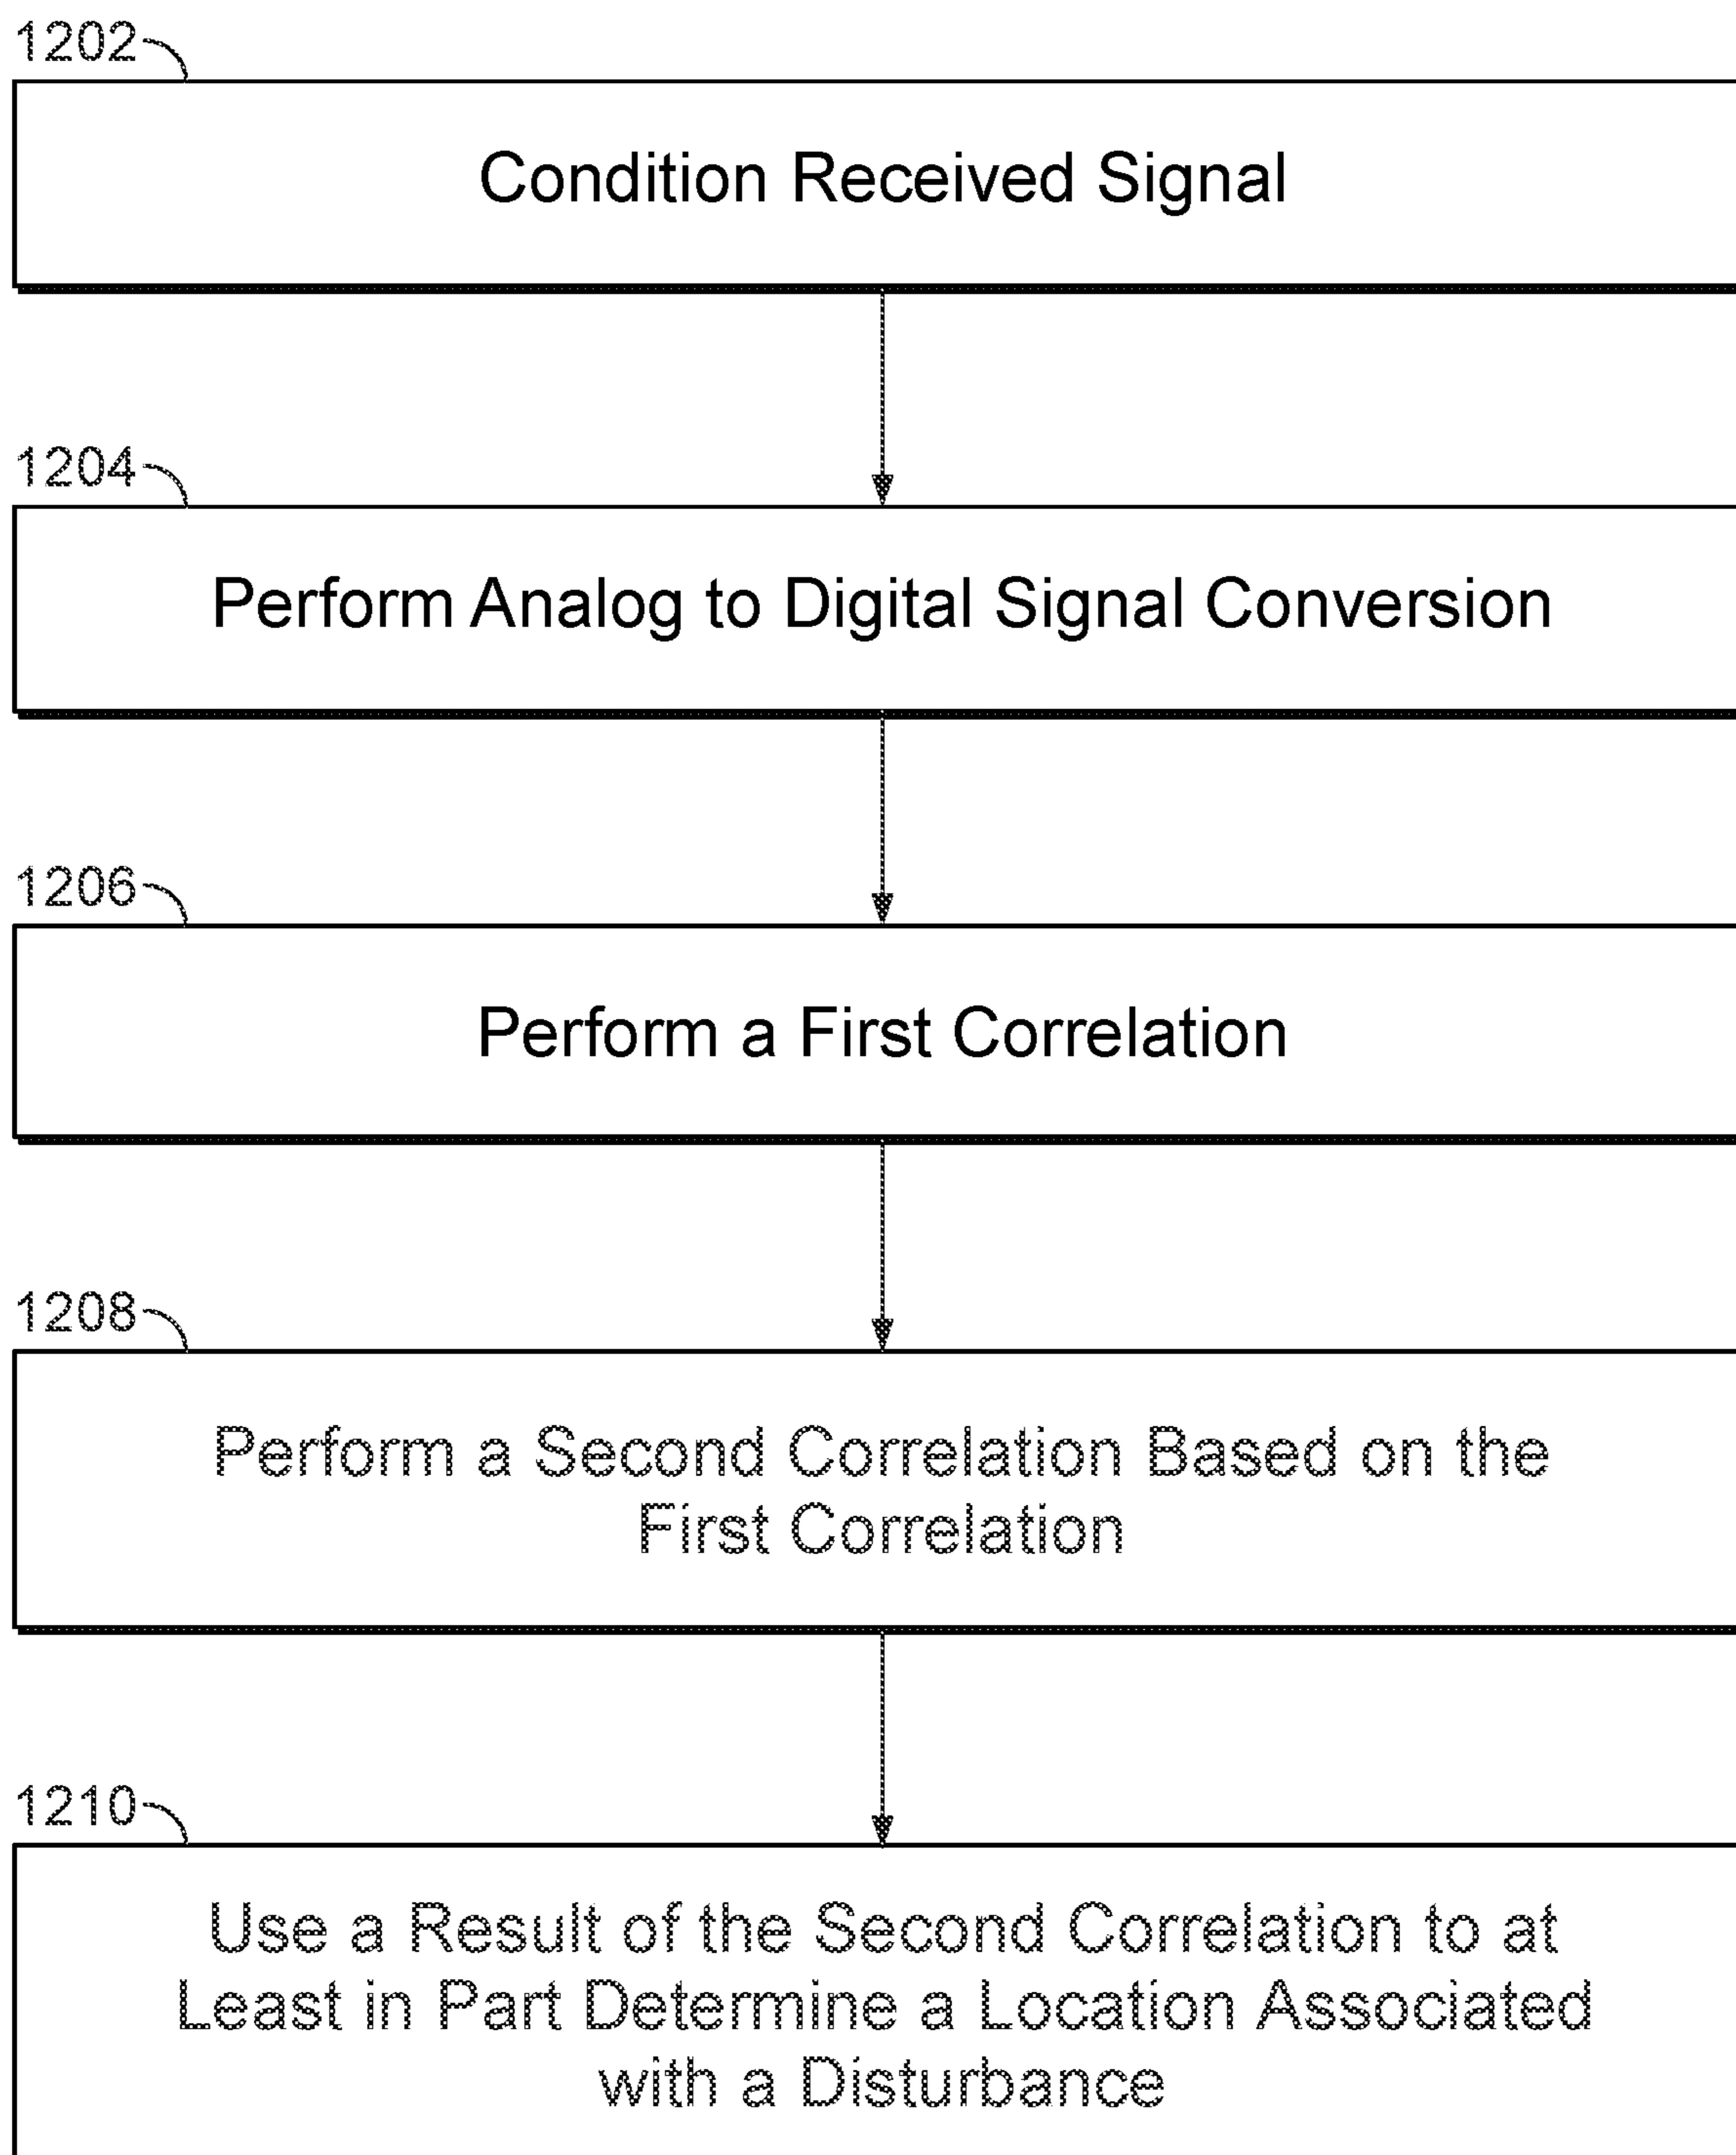 1202
Condition Received Signal
1204
Perform Analog to Digital Signal Conversion
1206
Perform a First Correlation
1208
Perform a Second Correlation Based on the
First Correlation
1210
Use a Result of the Second Correlation to at
Least in Part Determine a Location Associated
with a Disturbance